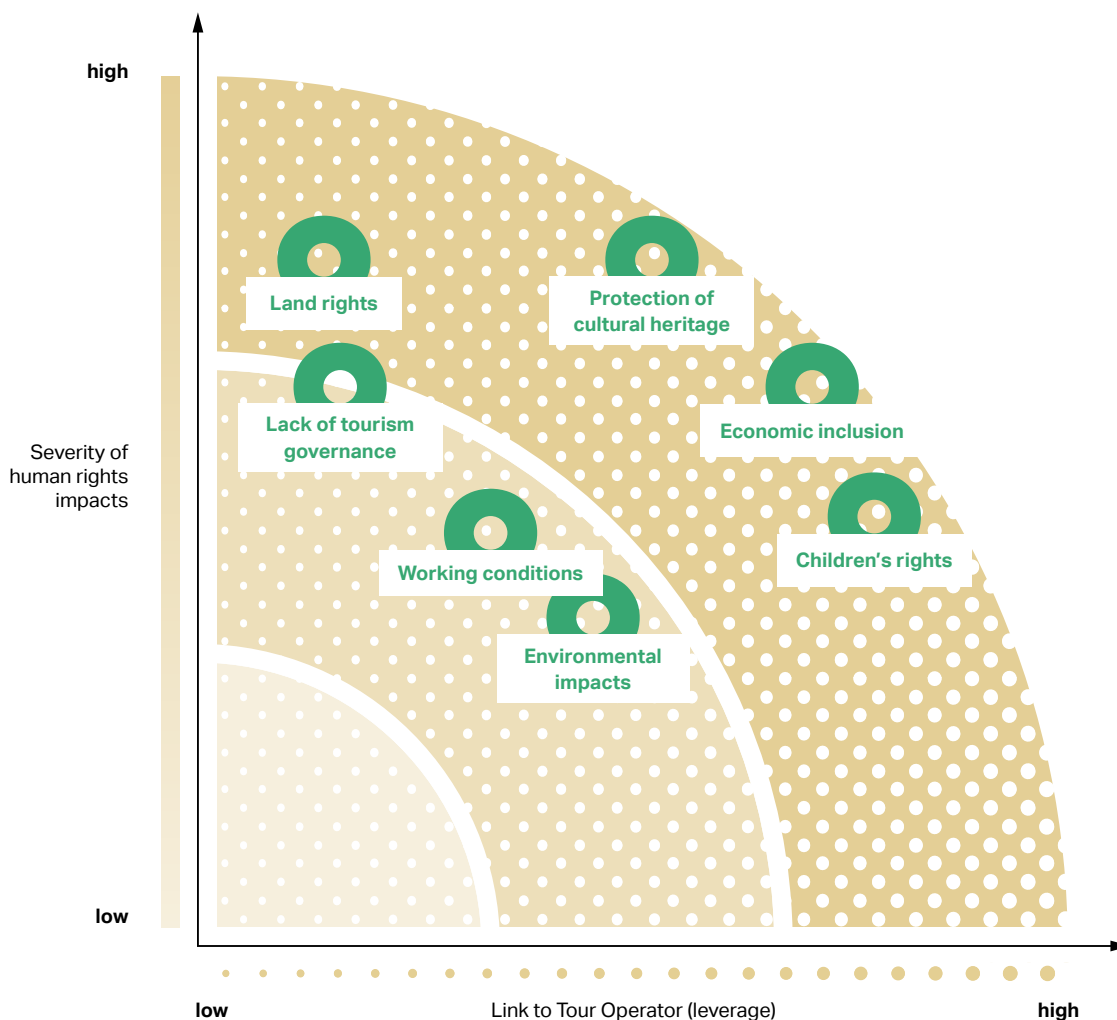 high
Land rights
Protection of
cultural heritage
Lack of tourism
governance
Economic inclusion
Severity of
human rights
impacts
Working conditions
Children’s rights
Environmental
impacts
low
low
Link to Tour Operator (leverage)
high